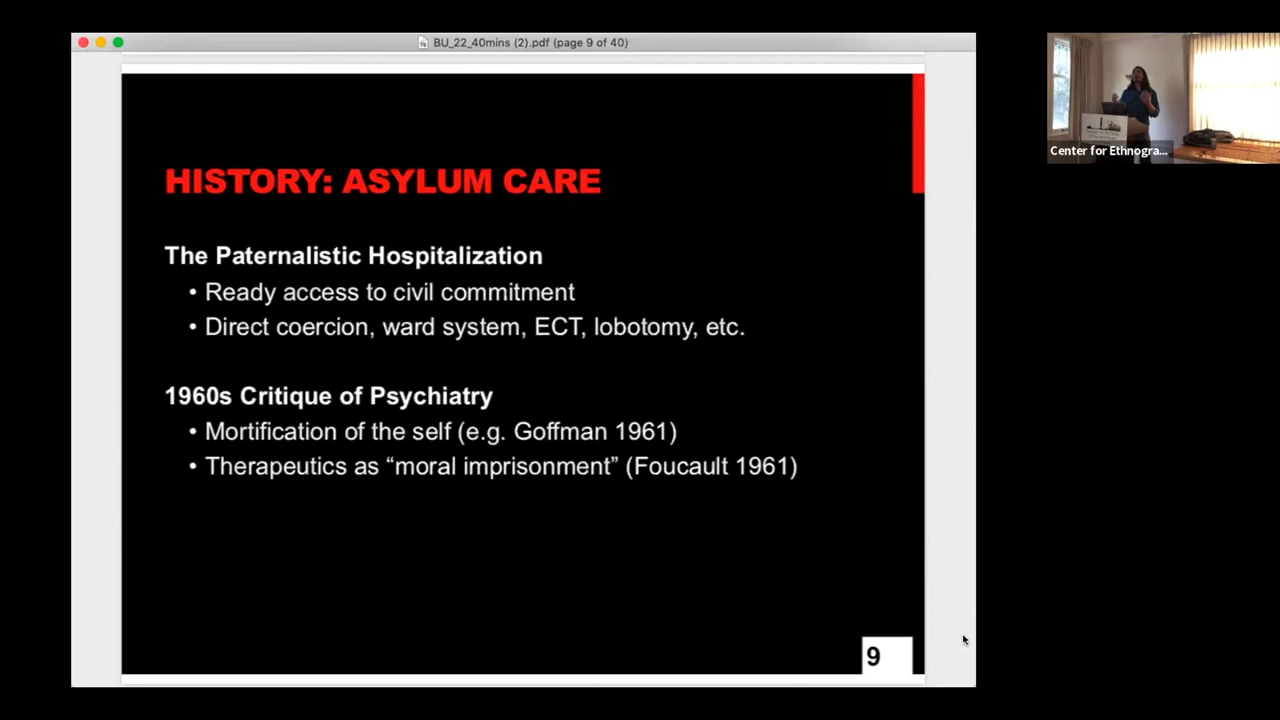 BU_22_40mins (2).pdf (page 9 of 40)
HISTORY: ASYLUM CARE
The Paternalistic Hospitalization
• Ready access to civil commitment
• Direct coercion, ward system, ECT, lobotomy, etc.
1960s Critique of Psychiatry
• Mortification of the self (e.g. Goffman 1961)
• Therapeutics as “moral imprisonment” (Foucault 1961)
9
Center for Ethnogra...